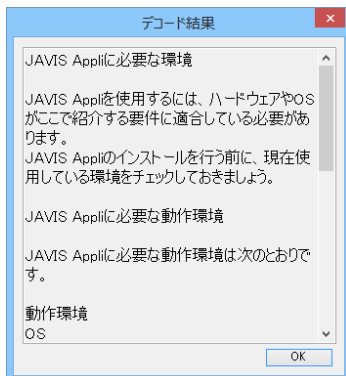 デコード結果
JAVIS Appliに必要な環境
JAVIS Appliを使用するには、ハードウェアやOS
がここで紹介する要件に適合している必要があ
ります。
JAVIS Appliのインストールを行う前に、現在使
用している環境をチェックしておきましょう。
JAVIS Appliに必要な動作環境
JAVIS Appliに必要な動作環境は次のとおりで
す。
動作環境
OS
OK